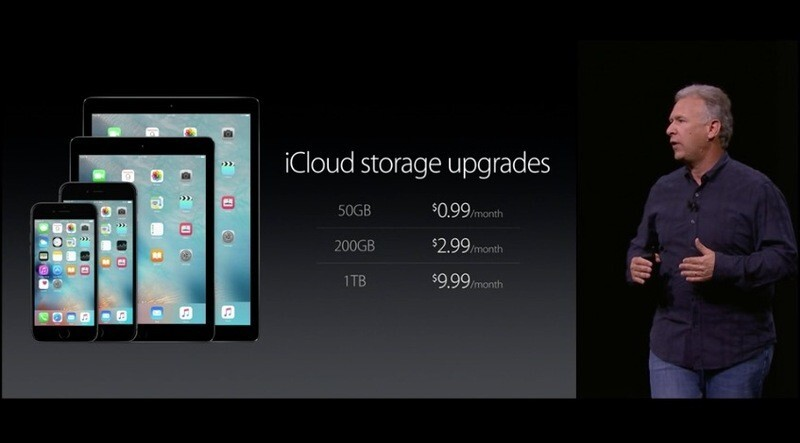 iCloud storage upgrades
50GB $0.99/month
200GB $2.99/month
1TB $9.99/month